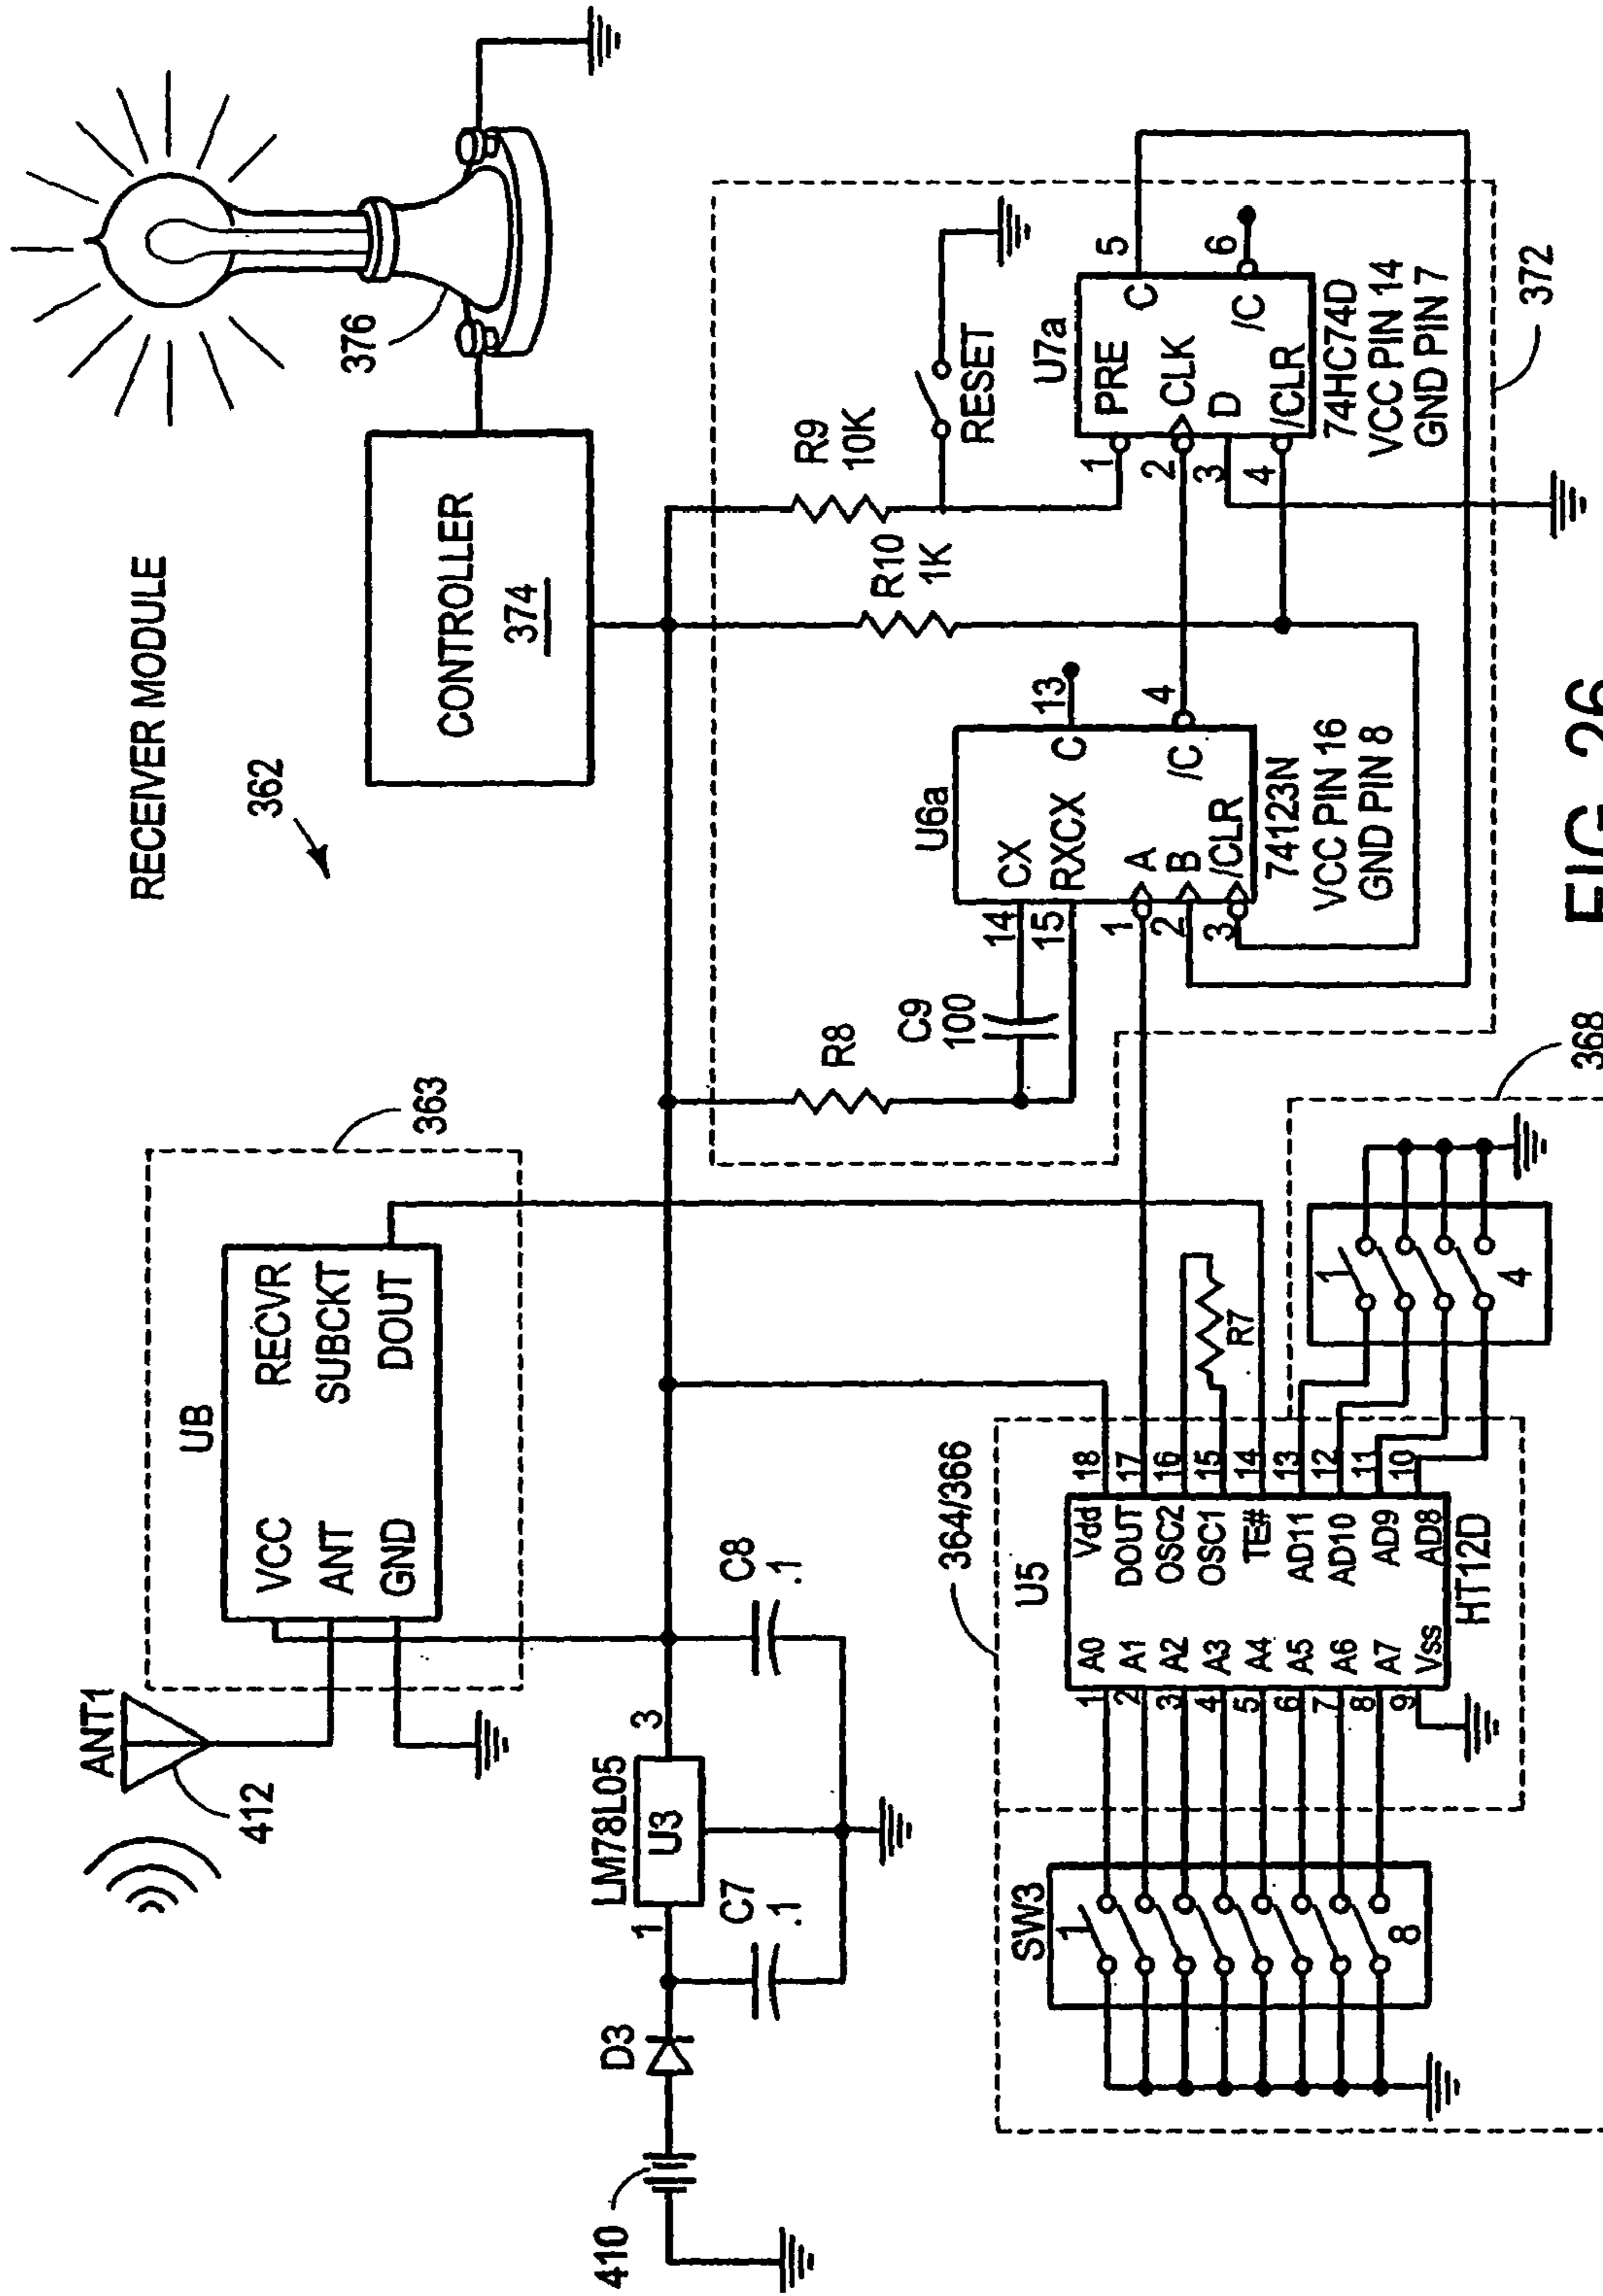 RECEIVER MODULE
362
ANT1
412
363
UB
VCC
ANT
GND
RECVR
SUBCKT
DOUT
376
CONTROLLER
374
410
D3
C7
.1
LM78L05
U3
1
3
C8
.1
R8
C9
100
U6a
CX
RXCX
A
B
/CLR
C
/C
14
15
1
2
3
13
4
74123N
VCC PIN 16
GND PIN 8
R10
1K
R9
10K
RESET
U7a
PRE
CLK
D
/CLR
C
/C
1
2
3
4
5
6
74HC74D
VCC PIN 14
GND PIN 7
372
364/366
SW3
1
8
U5
1 A0
2 A1
3 A2
4 A3
5 A4
6 A5
7 A6
8 A7
9 Vss
Vdd 18
DOUT 17
OSC2 16
OSC1 15
TE# 14
AD11 13
AD10 12
AD9 11
AD8 10
HT12D
R7
1
4
368
FIG. 26